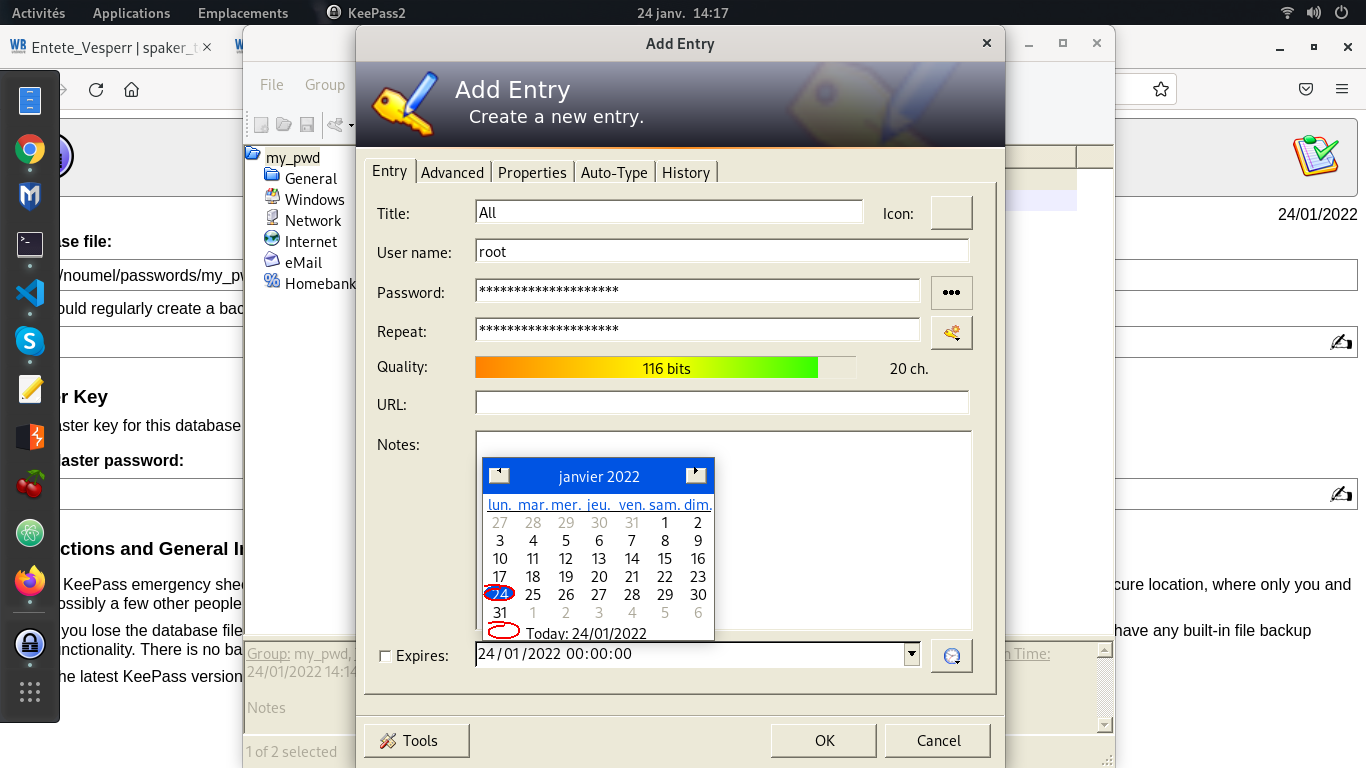 Activités Applications Emplacements KeePass2 24 janv. 14:17
Entete_Vesperr | spaker_t
Add Entry
File Group
Add Entry
Create a new entry.
my_pwd
General
Windows
Network
Internet
eMail
Homebank
Entry Advanced Properties Auto-Type History
Title: All Icon:
User name: root
Password: ********************
Repeat: ********************
Quality: 116 bits 20 ch.
URL:
Notes:
janvier 2022
lun. mar. mer. jeu. ven. sam. dim.
27 28 29 30 31 1 2
3 4 5 6 7 8 9
10 11 12 13 14 15 16
17 18 19 20 21 22 23
24 25 26 27 28 29 30
31 1 2 3 4 5 6
Today: 24/01/2022
Expires: 24/01/2022 00:00:00
Tools OK Cancel
24/01/2022
ase file:
/noumel/passwords/my_pw
ould regularly create a bac
er Key
aster key for this database
laster password:
ctions and General In
KeePass emergency shee
cure location, where only you and
ossibly a few other people
you lose the database file
have any built-in file backup
nctionality. There is no ba
he latest KeePass version
Group: my_pwd,
n Time:
24/01/2022 14:14
Notes
1 of 2 selected